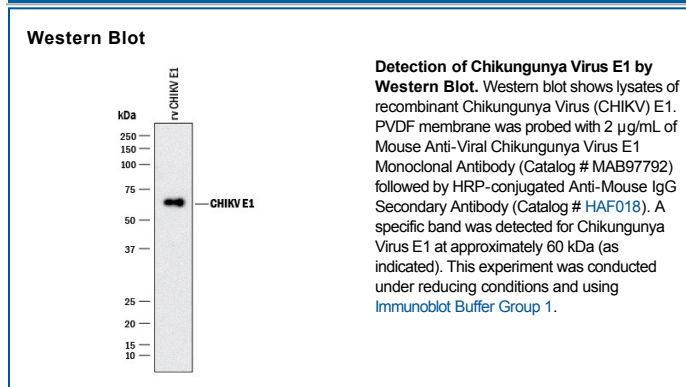 Western Blot
rv CHIKV E1
kDa
250
150
100
75
50
37
25
20
15
10
CHIKV E1
Detection of Chikungunya Virus E1 by
Western Blot. Western blot shows lysates of
recombinant Chikungunya Virus (CHIKV) E1.
PVDF membrane was probed with 2 µg/mL of
Mouse Anti-Viral Chikungunya Virus E1
Monoclonal Antibody (Catalog # MAB97792)
followed by HRP-conjugated Anti-Mouse IgG
Secondary Antibody (Catalog # HAF018). A
specific band was detected for Chikungunya
Virus E1 at approximately 60 kDa (as
indicated). This experiment was conducted
under reducing conditions and using
Immunoblot Buffer Group 1.